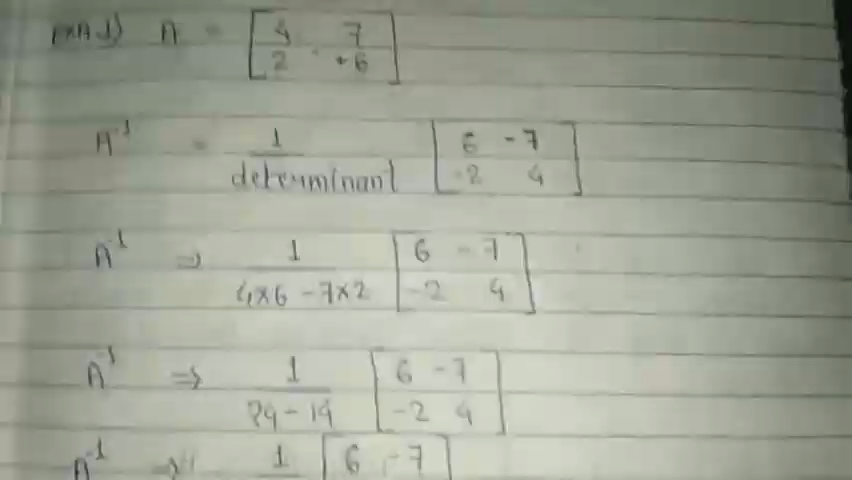 A = [ 4 7
2 +6 ]
A⁻¹ = 1 / determinant [ 6 -7
-2 4 ]
A⁻¹ ⇒ 1 / 4×6 - 7×2 [ 6 -7
-2 4 ]
A⁻¹ ⇒ 1 / 24 - 14 [ 6 -7
-2 4 ]
A⁻¹ ⇒ 1 [ 6 -7